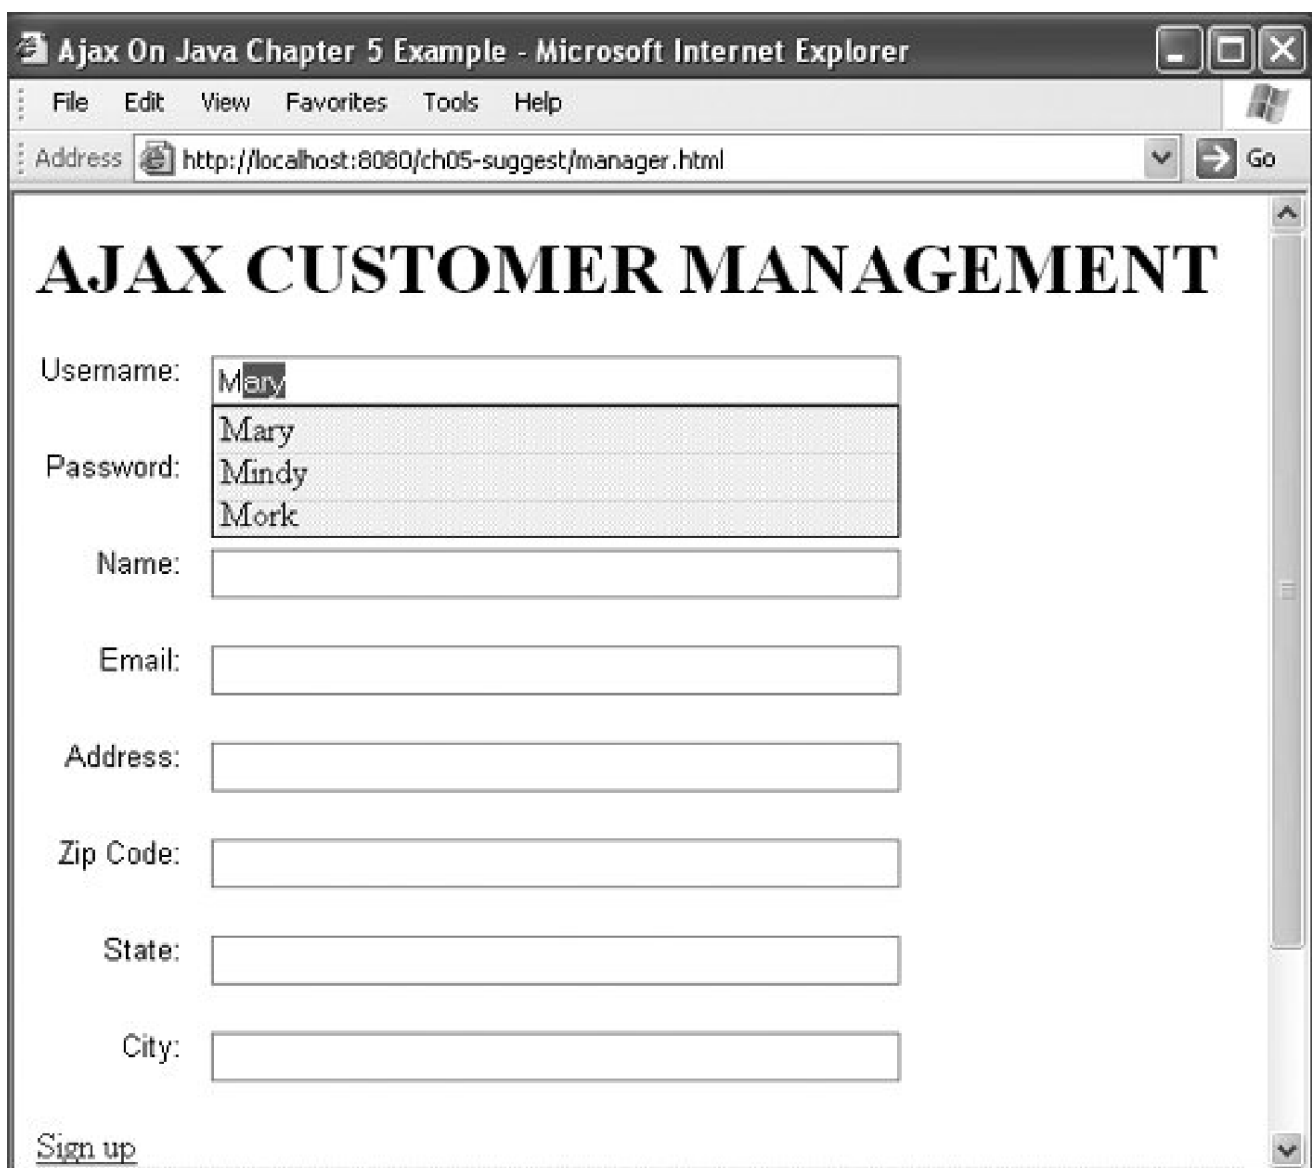 Ajax On Java Chapter 5 Example - Microsoft Internet Explorer
File Edit View Favorites Tools Help
Address http://localhost:8080/ch05-suggest/manager.html Go
AJAX CUSTOMER MANAGEMENT
Username: Mary
Mary
Password: Mindy
Mork
Name:
Email:
Address:
Zip Code:
State:
City:
Sign up